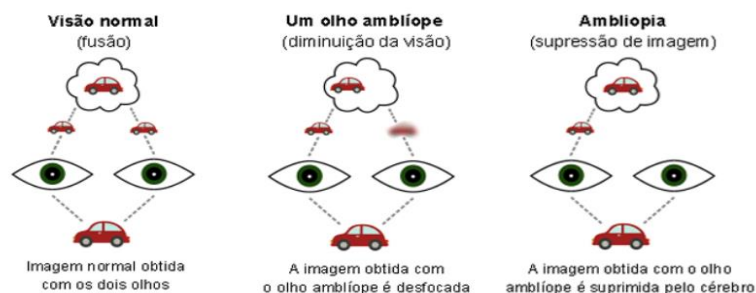 Visão normal
(fusão)
Um olho amblíope
(diminuição da visão)
Ambliopia
(supressão de imagem)
Imagem normal obtida
com os dois olhos
A imagem obtida com
o olho amblíope é desfocada
A imagem obtida com o olho
amblíope é suprimida pelo cérebro